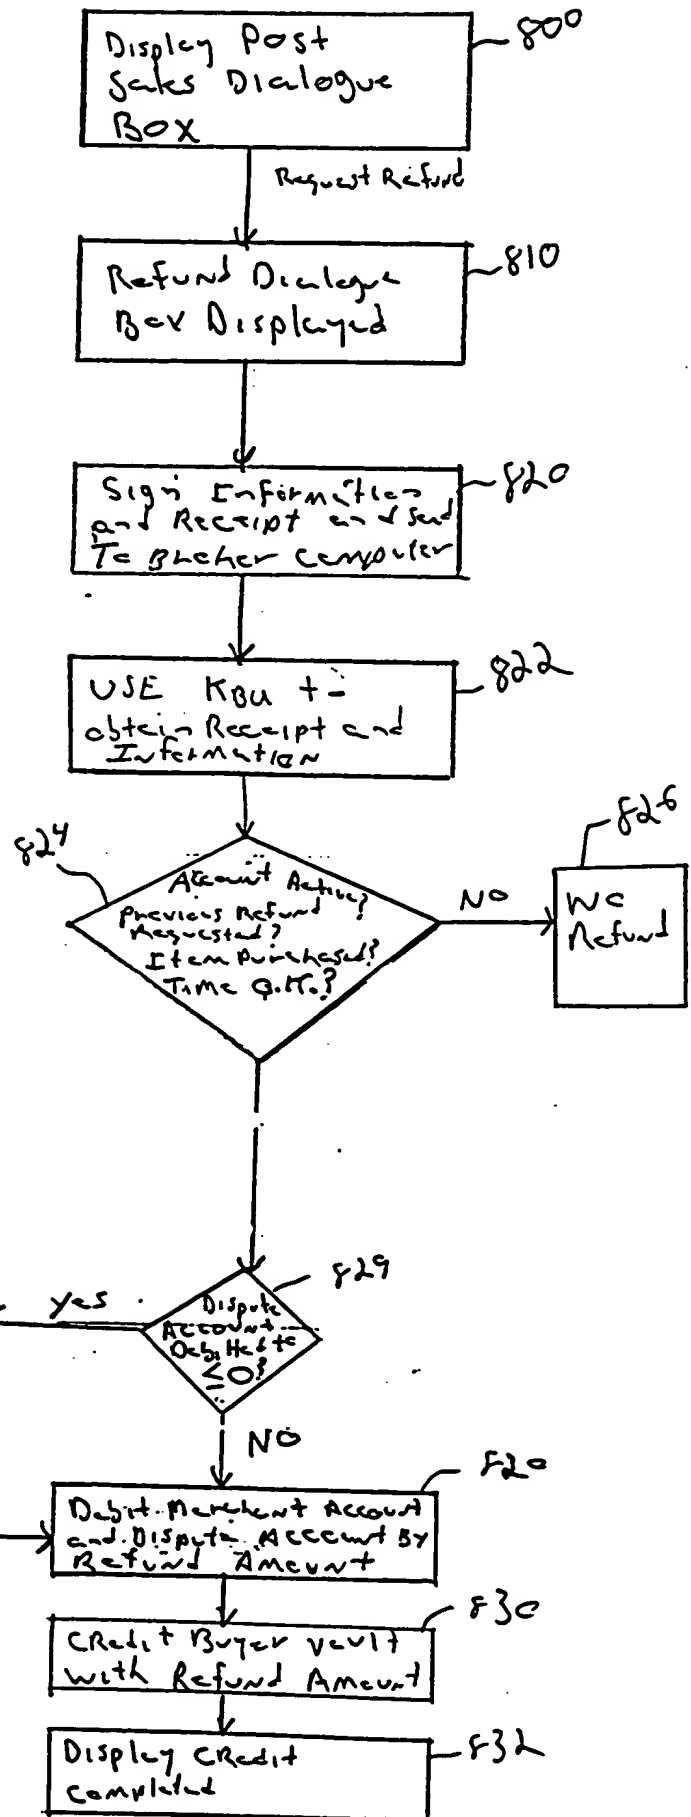 Display Post
Sales Dialogue
Box
800
Request Refund
Refund Dialogue
Box Displayed
810
Sign Information
and Receipt and Send
To Broker Computer
820
USE KBU to
obtain Receipt and
Information
822
824
Account Active?
Previous Refund
Requested?
Item Purchased?
Time O.K.?
NO
826
No
Refund
829
yes
Dispute
Account
Debited to
≤ 0?
NO
820
Debit Merchant Account
and Dispute Account By
Refund Amount
830
Credit Buyer Vault
with Refund Amount
832
Display Credit
Completed